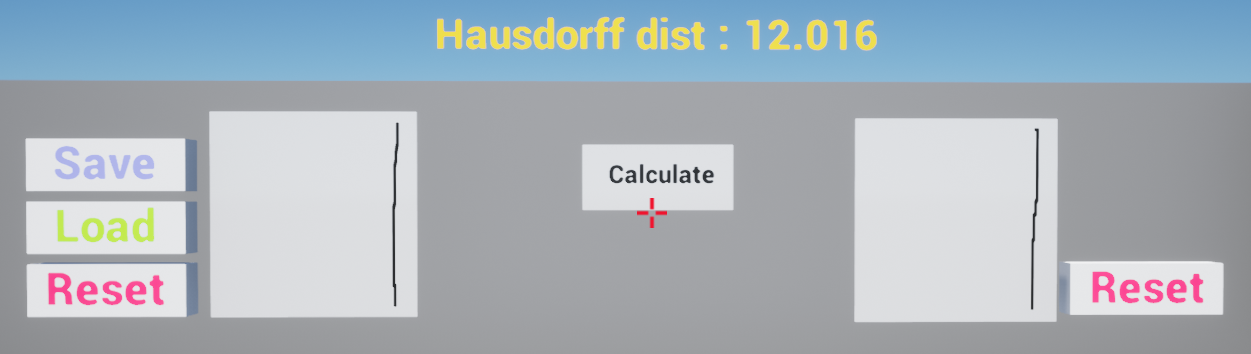 Hausdorff dist : 12.016
Save
Load
Reset
Calculate
Reset